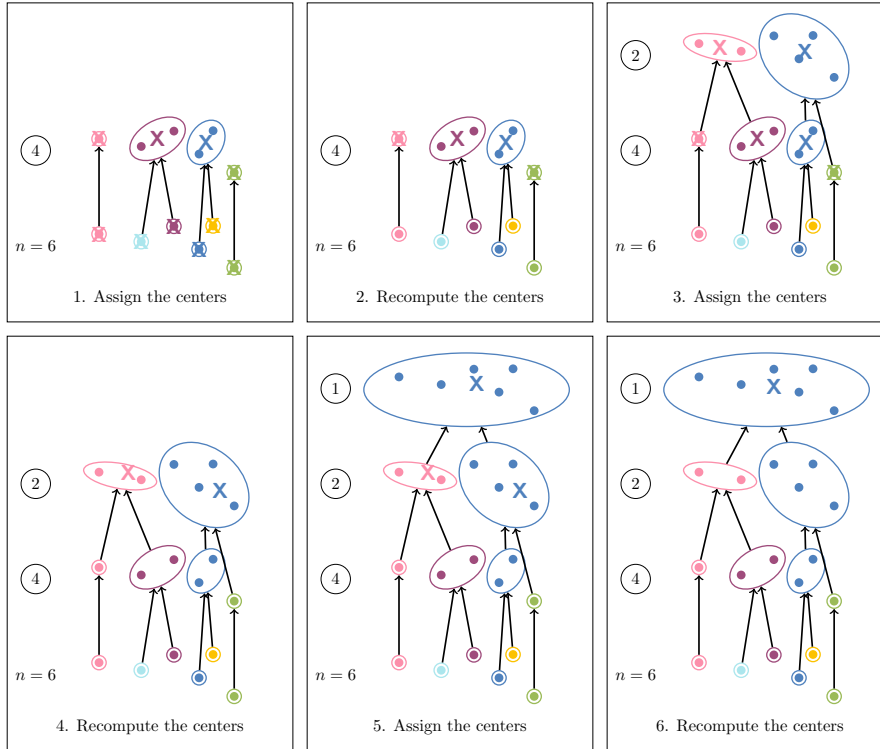 4
n = 6
1. Assign the centers
4
n = 6
2. Recompute the centers
2
4
n = 6
3. Assign the centers
2
4
n = 6
4. Recompute the centers
1
2
4
n = 6
5. Assign the centers
1
2
4
n = 6
6. Recompute the centers